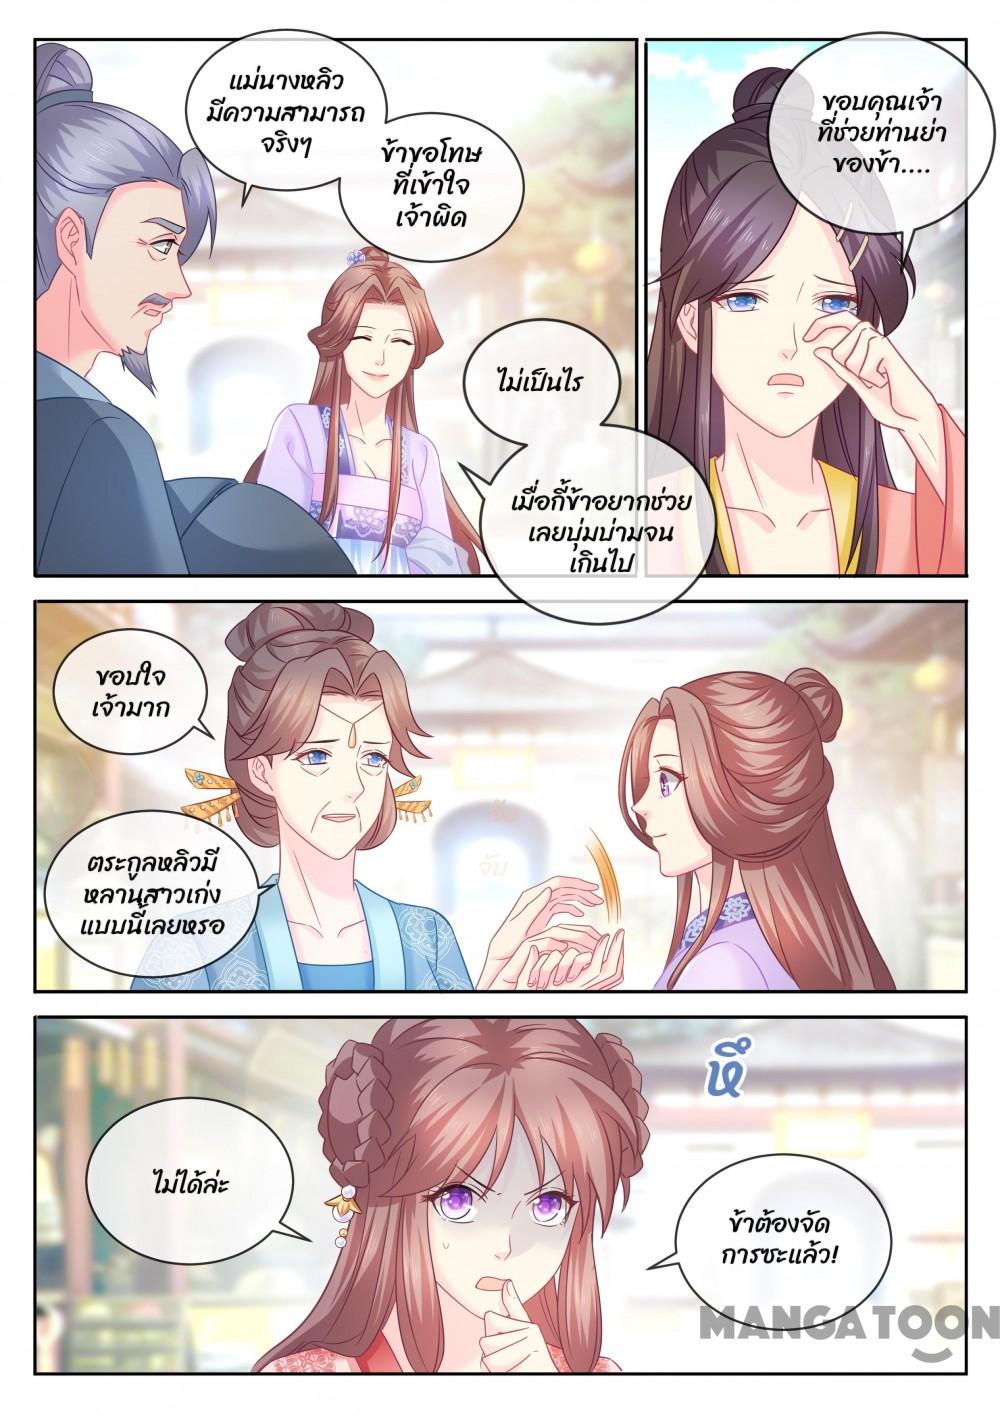 แม่นางหลิว
มีความสามารถ
จริงๆ
ข้าขอโทษ
ที่เข้าใจ
เจ้าผิด
ขอบคุณเจ้า
ที่ช่วยท่านย่า
ของข้า....
ไม่เป็นไร
เมื่อกี้ข้าอยากช่วย
เลยบุ่มบ่ามจน
เกินไป
ขอบใจ
เจ้ามาก
ตระกูลหลิวมี
หลานสาวเก่ง
แบบนี้เลยหรอ
จับ
จับ
หึ
ไม่ได้ล่ะ
ข้าต้องจัด
การซะแล้ว!
MANGATOON